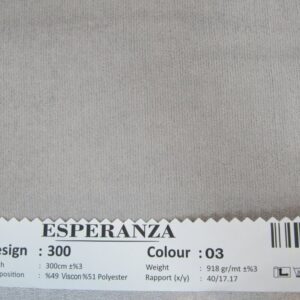 ESPERANZA
esign : 300 Colour : 03
th : 300cm ±%3 Weight : 918 gr/mt ±%3
position : %49 Viscon%51 Polyester Rapport (x/y) : 40/17.17